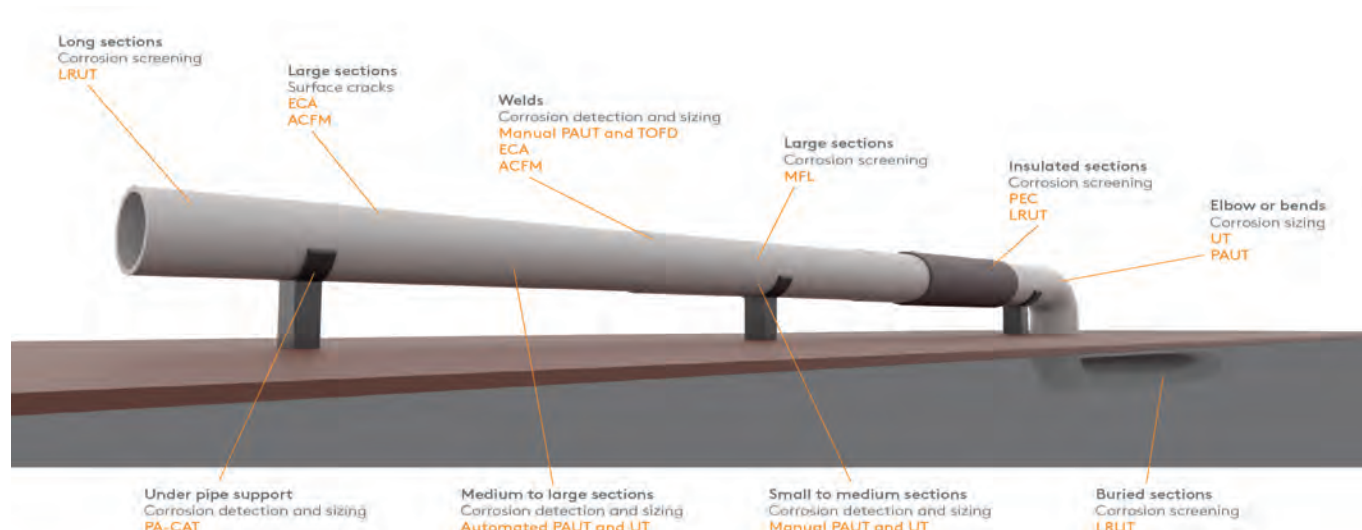 Long sections
Corrosion screening
LRUT
Large sections
Surface cracks
ECA
ACFM
Welds
Corrosion detection and sizing
Manual PAUT and TOFD
ECA
ACFM
Large sections
Corrosion screening
MFL
Insulated sections
Corrosion screening
PEC
LRUT
Elbow or bends
Corrosion sizing
UT
PAUT
Under pipe support
Corrosion detection and sizing
PA-CAT
Medium to large sections
Corrosion detection and sizing
Automated PAUT and UT
Small to medium sections
Corrosion detection and sizing
Manual PAUT and UT
Buried sections
Corrosion screening
LRUT